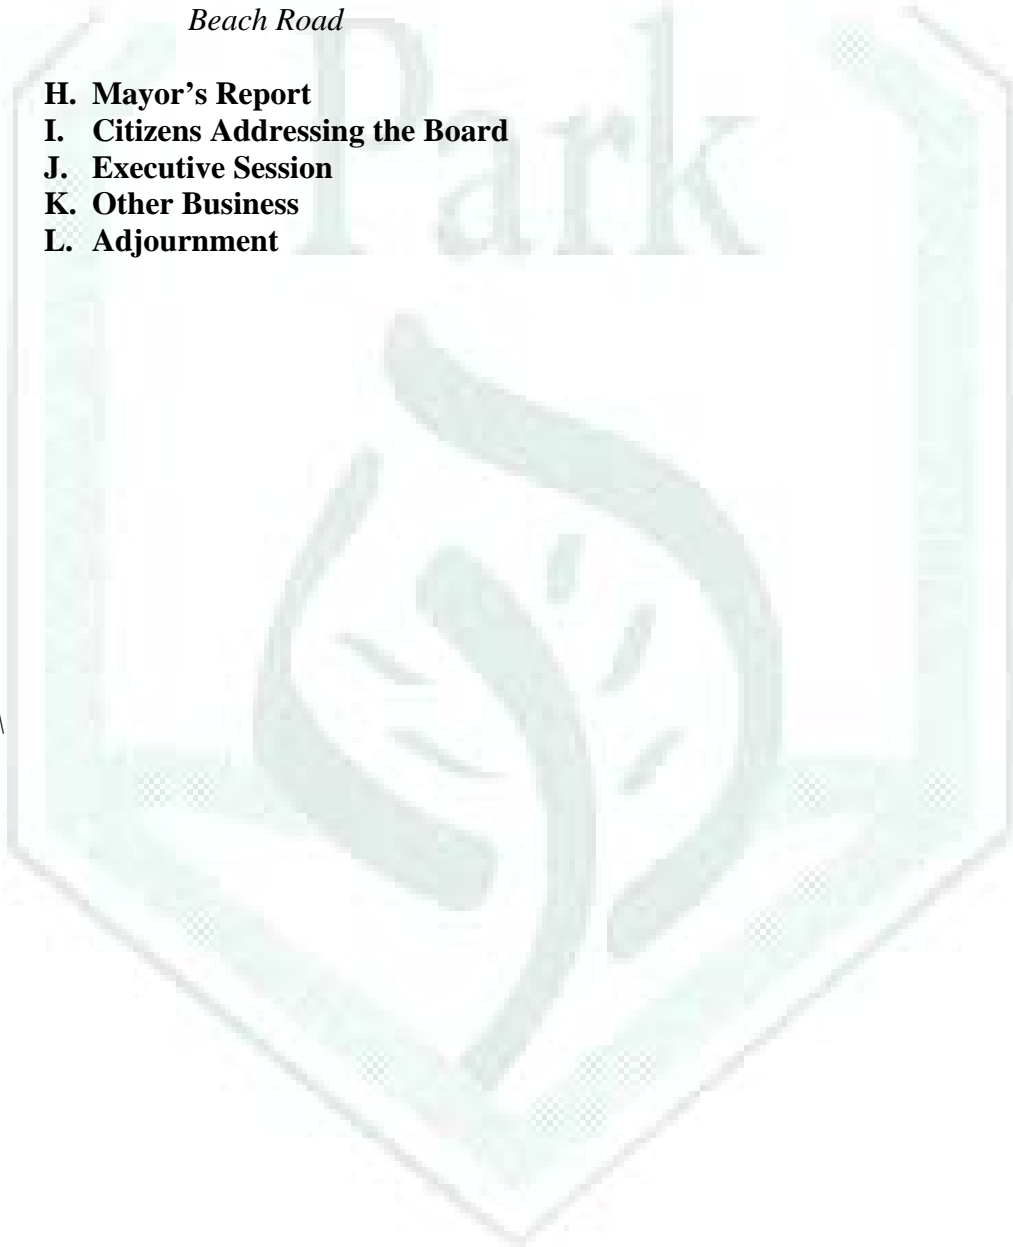 Beach Road
H. Mayor’s Report
I. Citizens Addressing the Board
J. Executive Session
K. Other Business
L. Adjournment
Park